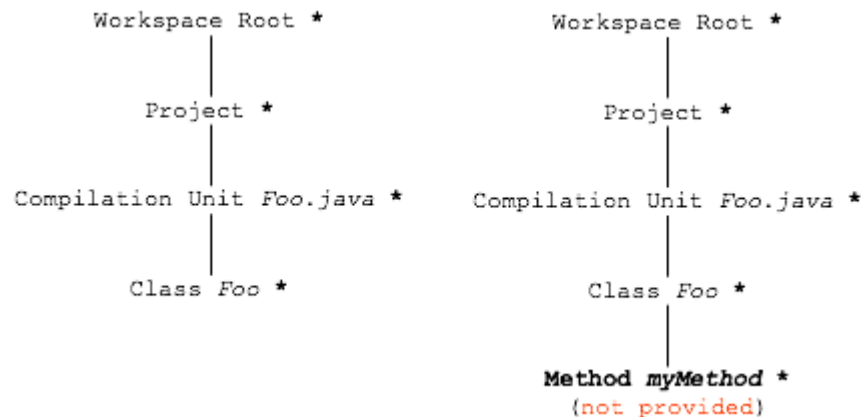 Workspace Root *
Project *
Compilation Unit Foo.java *
Class Foo *
Workspace Root *
Project *
Compilation Unit Foo.java *
Class Foo *
Method myMethod *
(not provided)